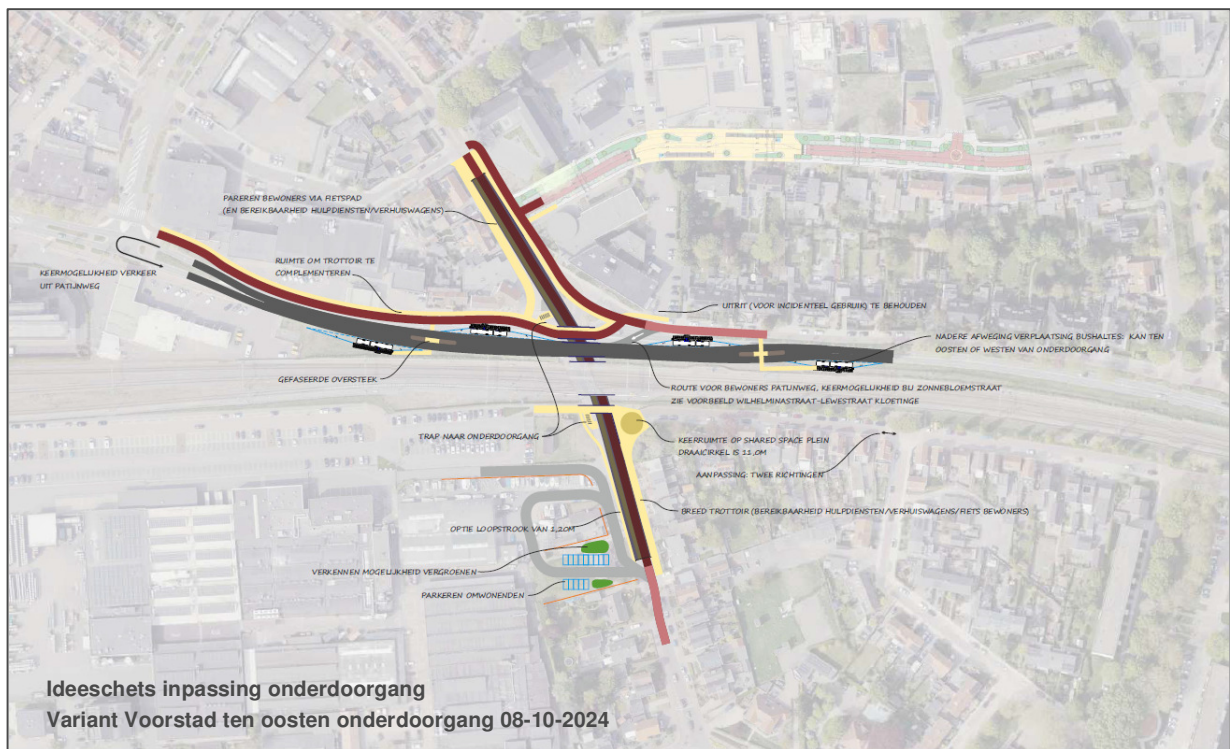 PAREREN BEWONERS VIA FIETSPAD
(EN BEREIKBAARHEID HULPDIENSTEN/VERHUISWAGENS)
RUIMTE OM TROTTOIR TE
COMPLEMENTEREN
KEERMOGELIJKHEID VERKEER
UIT PATIJNWEG
UITRIT (VOOR INCIDENTEEL GEBRUIK) TE BEHOUDEN
NADERE AFWEGING VERPLAATSING BUSHALTES: KAN TEN
OOSTEN OF WESTEN VAN ONDERDOORGANG
GEFASEERDE OVERSTEEK
ROUTE VOOR BEWONERS PATIJNWEG, KEERMOGELIJKHEID BIJ ZONNEBLOEMSTRAAT
ZIE VOORBEELD WILHELMINASTRAAT-LEWESTRAAT KLOETINGE
TRAP NAAR ONDERDOORGANG
KEERRUIMTE OP SHARED SPACE PLEIN
DRAAICIRKEL IS 11,0M
AANPASSING: TWEE RICHTINGEN
OPTIE LOOPSTROOK VAN 1,20M
BREED TROTTOIR (BEREIKBAARHEID HULPDIENSTEN/VERHUISWAGENS/FIETS BEWONERS)
VERKENNEN MOGELIJKHEID VERGROENEN
PARKEREN OMWONENDEN
Ideeschets inpassing onderdoorgang
Variant Voorstad ten oosten onderdoorgang 08-10-2024